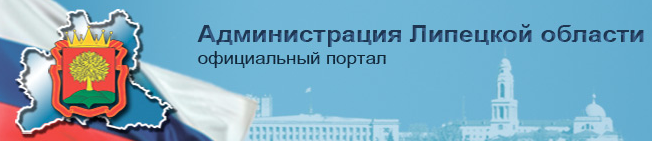 Администрация Липецкой области
официальный портал